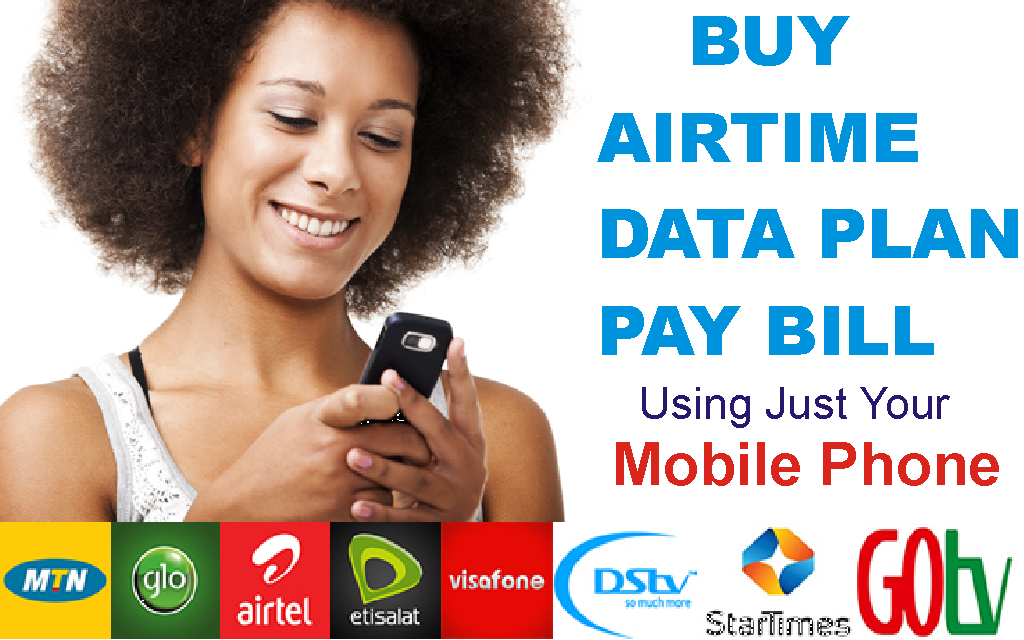 BUY
AIRTIME
DATA PLAN
PAY BILL
Using Just Your
Mobile Phone
MTN
glo
airtel
etisalat
visafone
DStv
so much more
StarTimes
GOtv